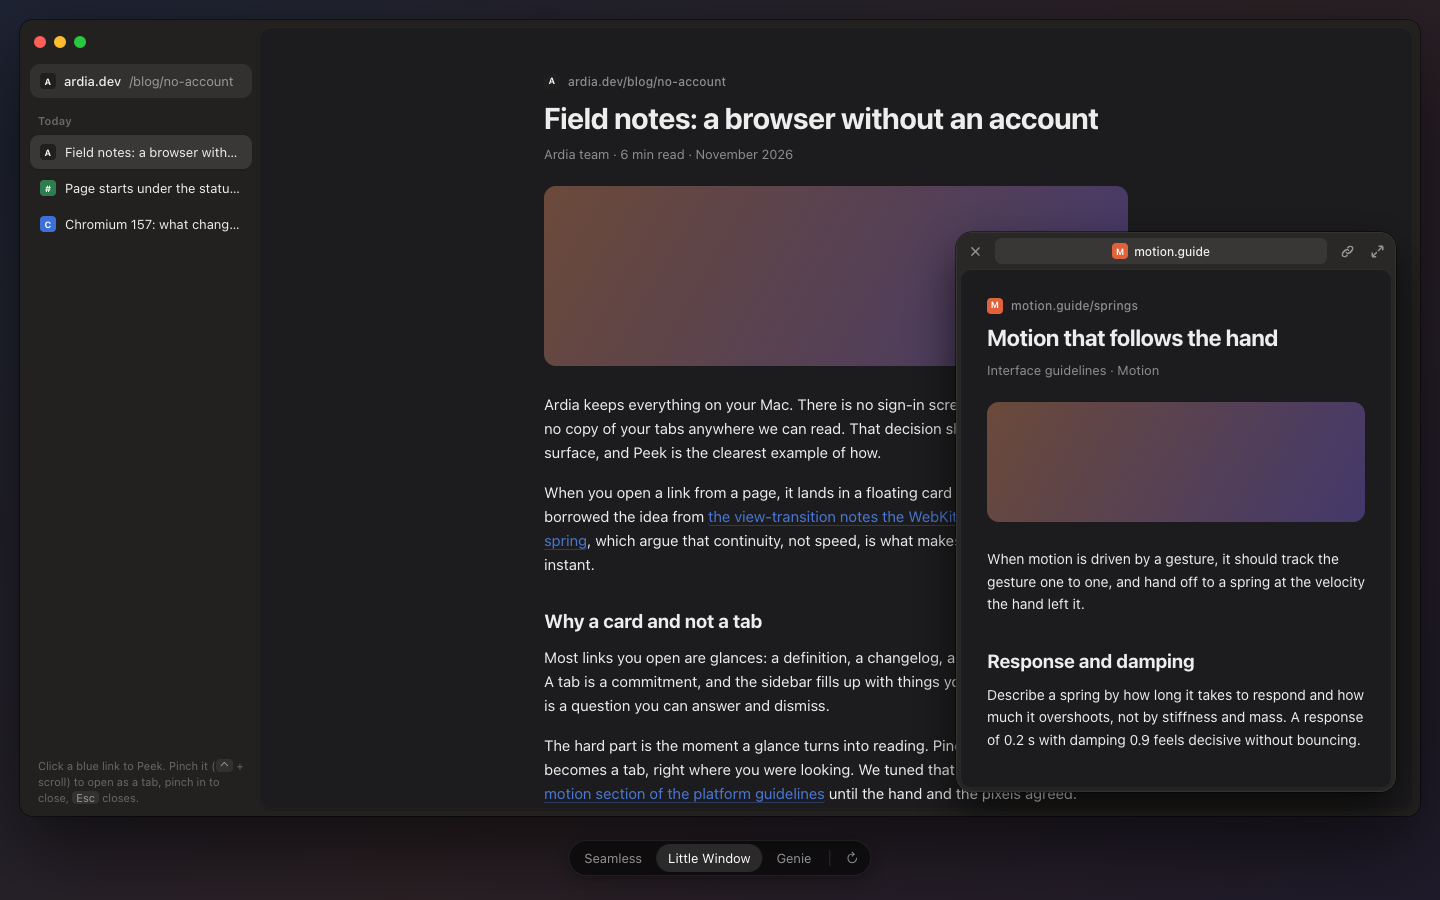 A ardia.dev /blog/no-account
Today
A Field notes: a browser with...
# Page starts under the statu...
C Chromium 157: what chang...
Click a blue link to Peek. Pinch it (^ +
scroll) to open as a tab, pinch in to
close, Esc closes.
A ardia.dev/blog/no-account
Field notes: a browser without an account
Ardia team · 6 min read · November 2026
Ardia keeps everything on your Mac. There is no sign-in
no copy of your tabs anywhere we can read. That decision
surface, and Peek is the clearest example of how.
When you open a link from a page, it lands in a floating card
borrowed the idea from the view-transition notes the WebKit
spring, which argue that continuity, not speed, is what makes
instant.
Why a card and not a tab
Most links you open are glances: a definition, a changelog, a
A tab is a commitment, and the sidebar fills up with things
is a question you can answer and dismiss.
The hard part is the moment a glance turns into reading.
becomes a tab, right where you were looking. We tuned that
motion section of the platform guidelines until the hand and the pixels agreed.
M motion.guide
M motion.guide/springs
Motion that follows the hand
Interface guidelines · Motion
When motion is driven by a gesture, it should track the
gesture one to one, and hand off to a spring at the velocity
the hand left it.
Response and damping
Describe a spring by how long it takes to respond and how
much it overshoots, not by stiffness and mass. A response
of 0.2 s with damping 0.9 feels decisive without bouncing.
Seamless Little Window Genie